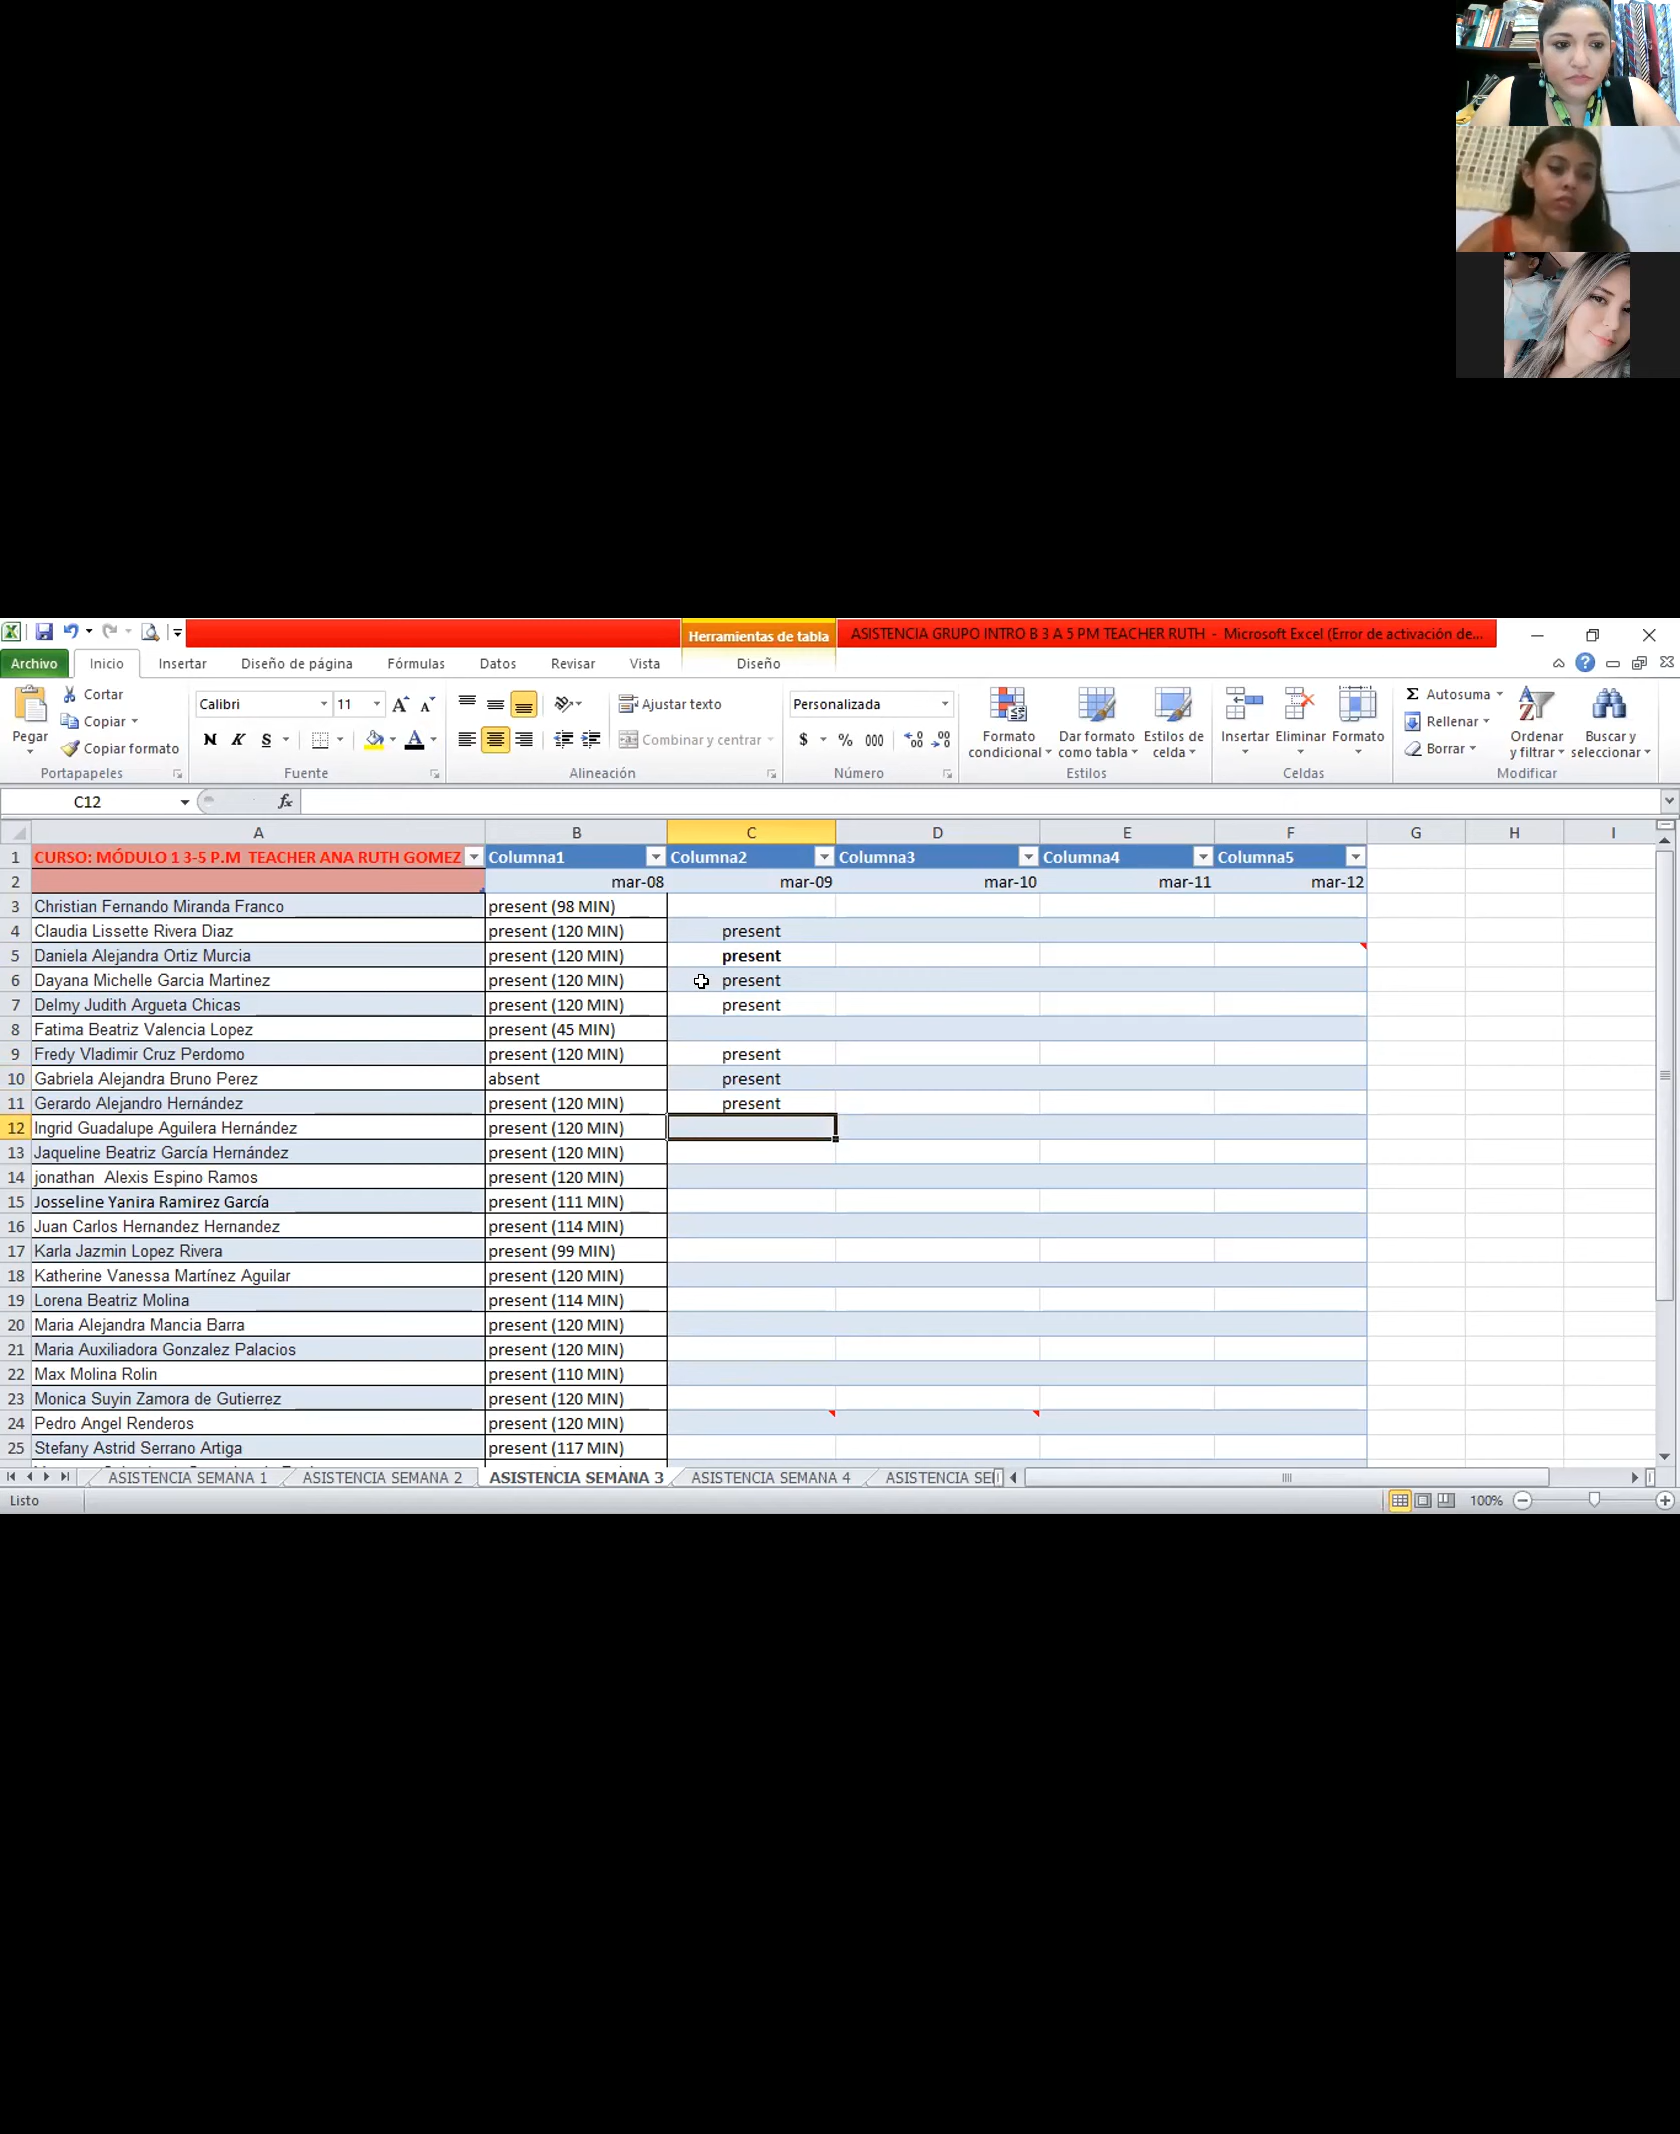 Herramientas de tabla
ASISTENCIA GRUPO INTRO B 3 A 5 PM TEACHER RUTH - Microsoft Excel (Error de activación de...
Archivo Inicio Insertar Diseño de página Fórmulas Datos Revisar Vista Diseño
Pegar
Cortar
Copiar
Copiar formato
Portapapeles
Calibri 11
N K S
Fuente
Ajustar texto
Combinar y centrar
Alineación
Personalizada
$ % 000
Número
Formato condicional
Dar formato como tabla
Estilos de celda
Estilos
Insertar Eliminar Formato
Celdas
Autosuma
Rellenar
Borrar
Ordenar y filtrar
Buscar y seleccionar
Modificar
C12 fx
A B C D E F G H I
1 CURSO: MÓDULO 1 3-5 P.M TEACHER ANA RUTH GOMEZ Columna1 Columna2 Columna3 Columna4 Columna5
2 mar-08 mar-09 mar-10 mar-11 mar-12
3 Christian Fernando Miranda Franco present (98 MIN)
4 Claudia Lissette Rivera Diaz present (120 MIN) present
5 Daniela Alejandra Ortiz Murcia present (120 MIN) present
6 Dayana Michelle Garcia Martinez present (120 MIN) present
7 Delmy Judith Argueta Chicas present (120 MIN) present
8 Fatima Beatriz Valencia Lopez present (45 MIN)
9 Fredy Vladimir Cruz Perdomo present (120 MIN) present
10 Gabriela Alejandra Bruno Perez absent present
11 Gerardo Alejandro Hernández present (120 MIN) present
12 Ingrid Guadalupe Aguilera Hernández present (120 MIN)
13 Jaqueline Beatriz García Hernández present (120 MIN)
14 jonathan Alexis Espino Ramos present (120 MIN)
15 Josseline Yanira Ramirez García present (111 MIN)
16 Juan Carlos Hernandez Hernandez present (114 MIN)
17 Karla Jazmin Lopez Rivera present (99 MIN)
18 Katherine Vanessa Martínez Aguilar present (120 MIN)
19 Lorena Beatriz Molina present (114 MIN)
20 Maria Alejandra Mancia Barra present (120 MIN)
21 Maria Auxiliadora Gonzalez Palacios present (120 MIN)
22 Max Molina Rolin present (110 MIN)
23 Monica Suyin Zamora de Gutierrez present (120 MIN)
24 Pedro Angel Renderos present (120 MIN)
25 Stefany Astrid Serrano Artiga present (117 MIN)
ASISTENCIA SEMANA 1 ASISTENCIA SEMANA 2 ASISTENCIA SEMANA 3 ASISTENCIA SEMANA 4 ASISTENCIA SE
Listo 100%